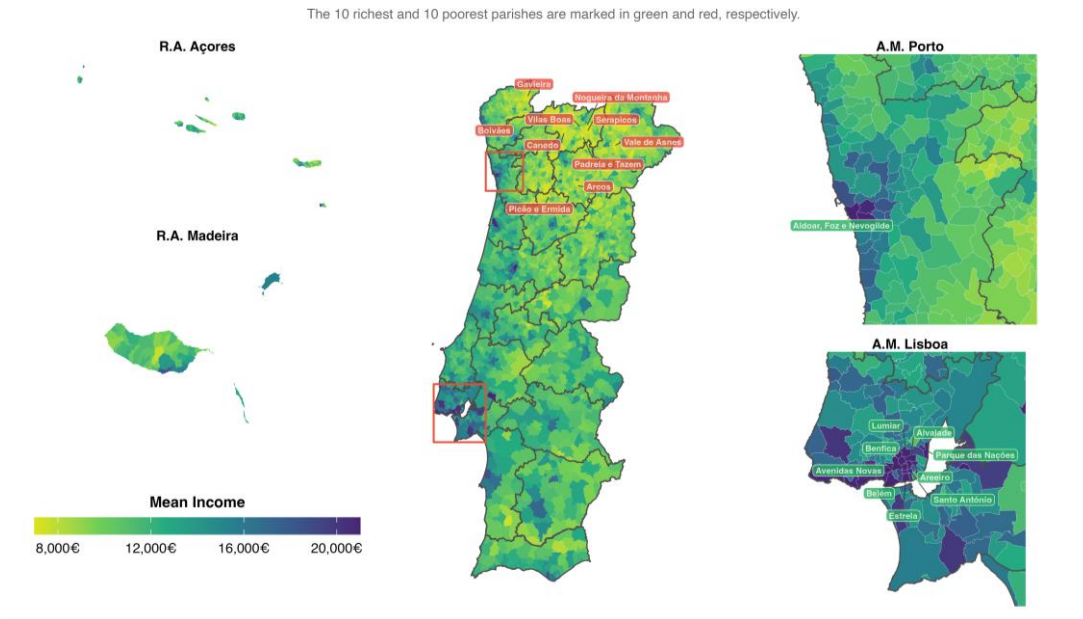 The 10 richest and 10 poorest parishes are marked in green and red, respectively.
R.A. Açores
R.A. Madeira
Mean Income
8,000€
12,000€
16,000€
20,000€
Gavieira
Nogueira da Montanha
Vilas Boas
Serapicos
Boivães
Canedo
Vale de Asnes
Padrela e Tazem
Arcos
Picão e Ermida
A.M. Porto
Aldoar, Foz e Nevogilde
A.M. Lisboa
Lumiar
Alvalade
Benfica
Parque das Nações
Avenidas Novas
Areeiro
Belém
Santo António
Estrela